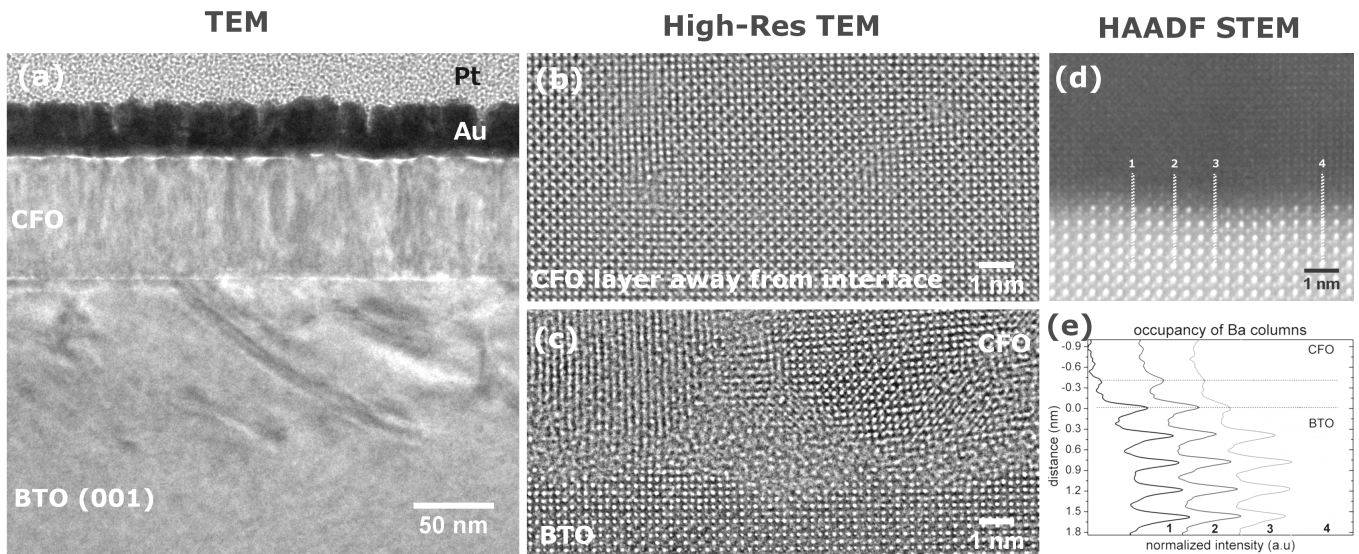 TEM
High-Res TEM
HAADF STEM
(a)
Pt
Au
CFO
BTO (001)
50 nm
(b)
CFO layer away from interface
1 nm
(c)
CFO
BTO
1 nm
(d)
1 2 3 4
1 nm
(e)
occupancy of Ba columns
-0.9
-0.6
-0.3
0.0
0.3
0.6
0.9
1.2
1.5
1.8
distance (nm)
CFO
BTO
1 2 3 4
normalized intensity (a.u)